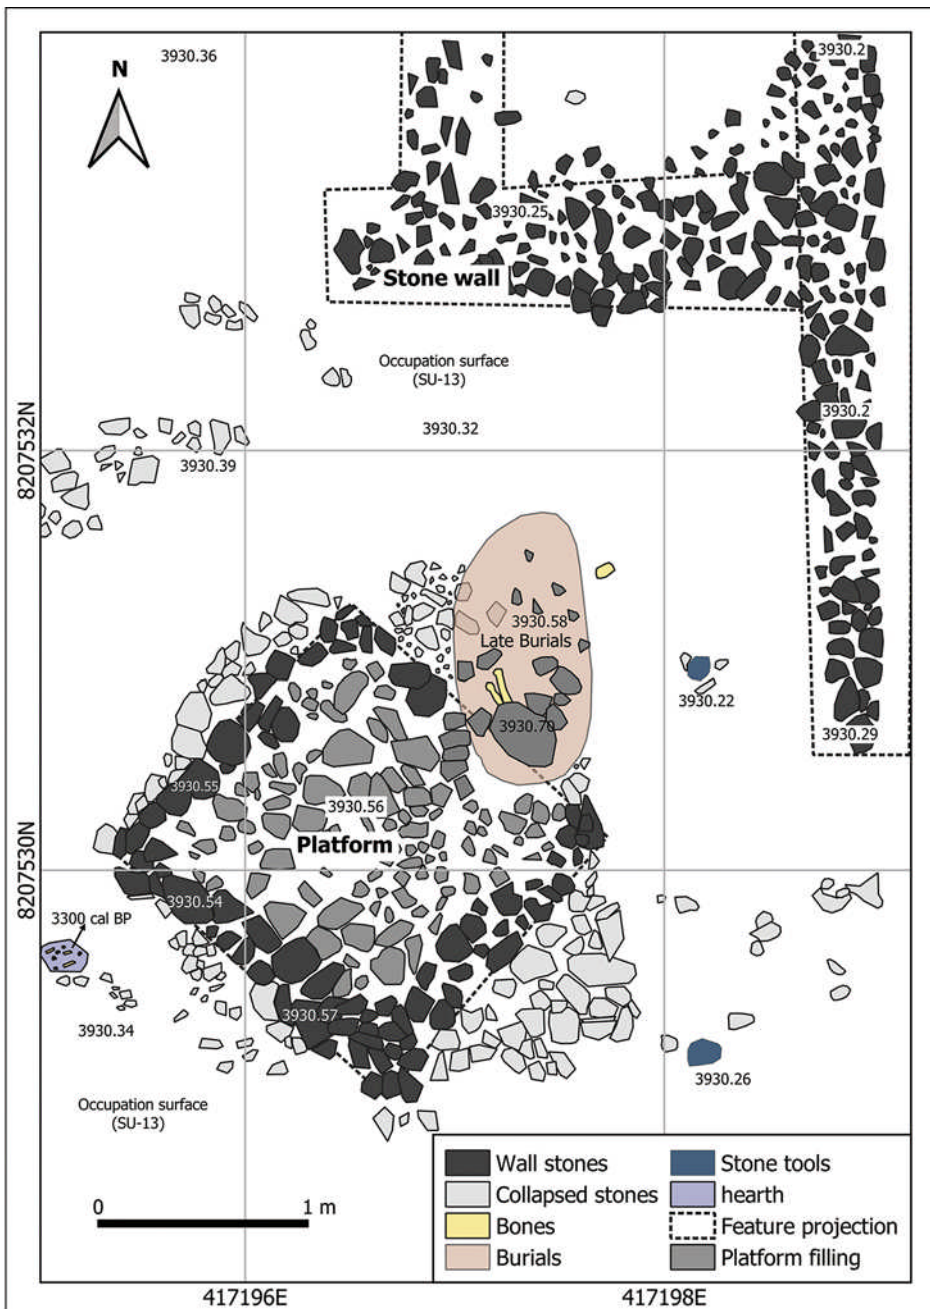 3930.36
3930.2
N
3930.25
Stone wall
Occupation surface
(SU-13)
3930.2
3930.32
3930.39
8207532N
3930.58
Late Burials
3930.22
3930.70
3930.29
3930.55
3930.56
Platform
8207530N
3930.54
3300 cal BP
3930.57
3930.34
3930.26
Occupation surface
(SU-13)
0 1 m
Wall stones
Collapsed stones
Bones
Burials
Stone tools
hearth
Feature projection
Platform filling
417196E
417198E